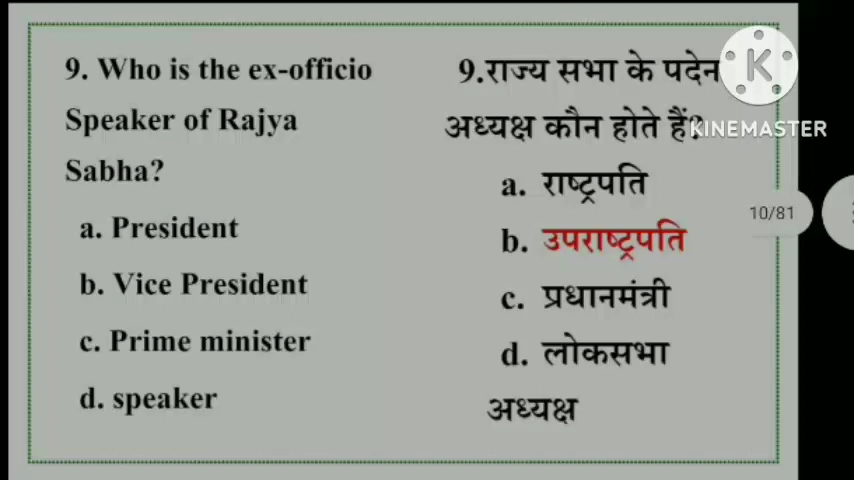 9. Who is the ex-officio
Speaker of Rajya
Sabha?
a. President
b. Vice President
c. Prime minister
d. speaker
9.राज्य सभा के पदेन
अध्यक्ष कौन होते हैं?
a. राष्ट्रपति
b. उपराष्ट्रपति
c. प्रधानमंत्री
d. लोकसभा
अध्यक्ष
K
KINEMASTER
10/81